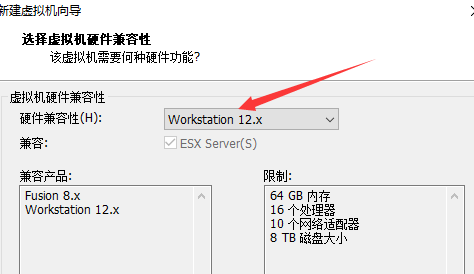 新建虚拟机向导
选择虚拟机硬件兼容性
该虚拟机需要何种硬件功能?
虚拟机硬件兼容性
硬件兼容性(H): Workstation 12.x
兼容: ESX Server(S)
兼容产品: 限制:
Fusion 8.x
Workstation 12.x
64 GB 内存
16 个处理器
10 个网络适配器
8 TB 磁盘大小